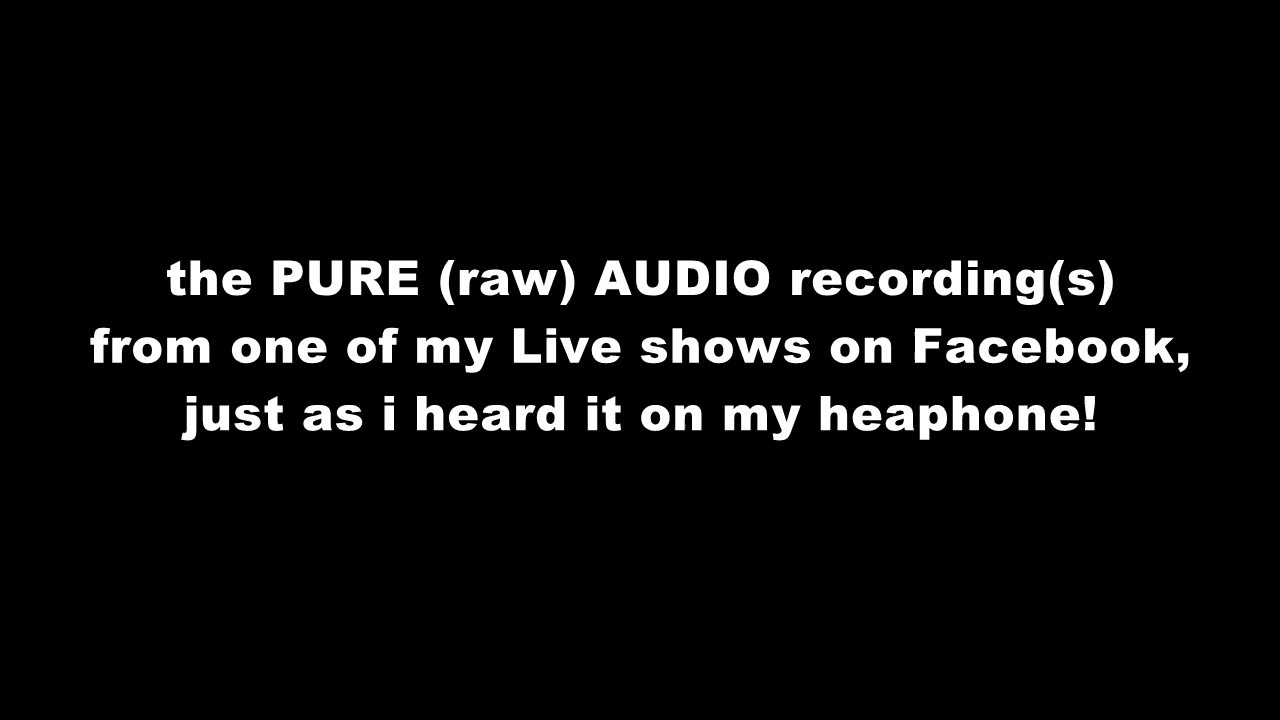 the PURE (raw) AUDIO recording(s)
from one of my Live shows on Facebook,
just as i heard it on my heaphone!